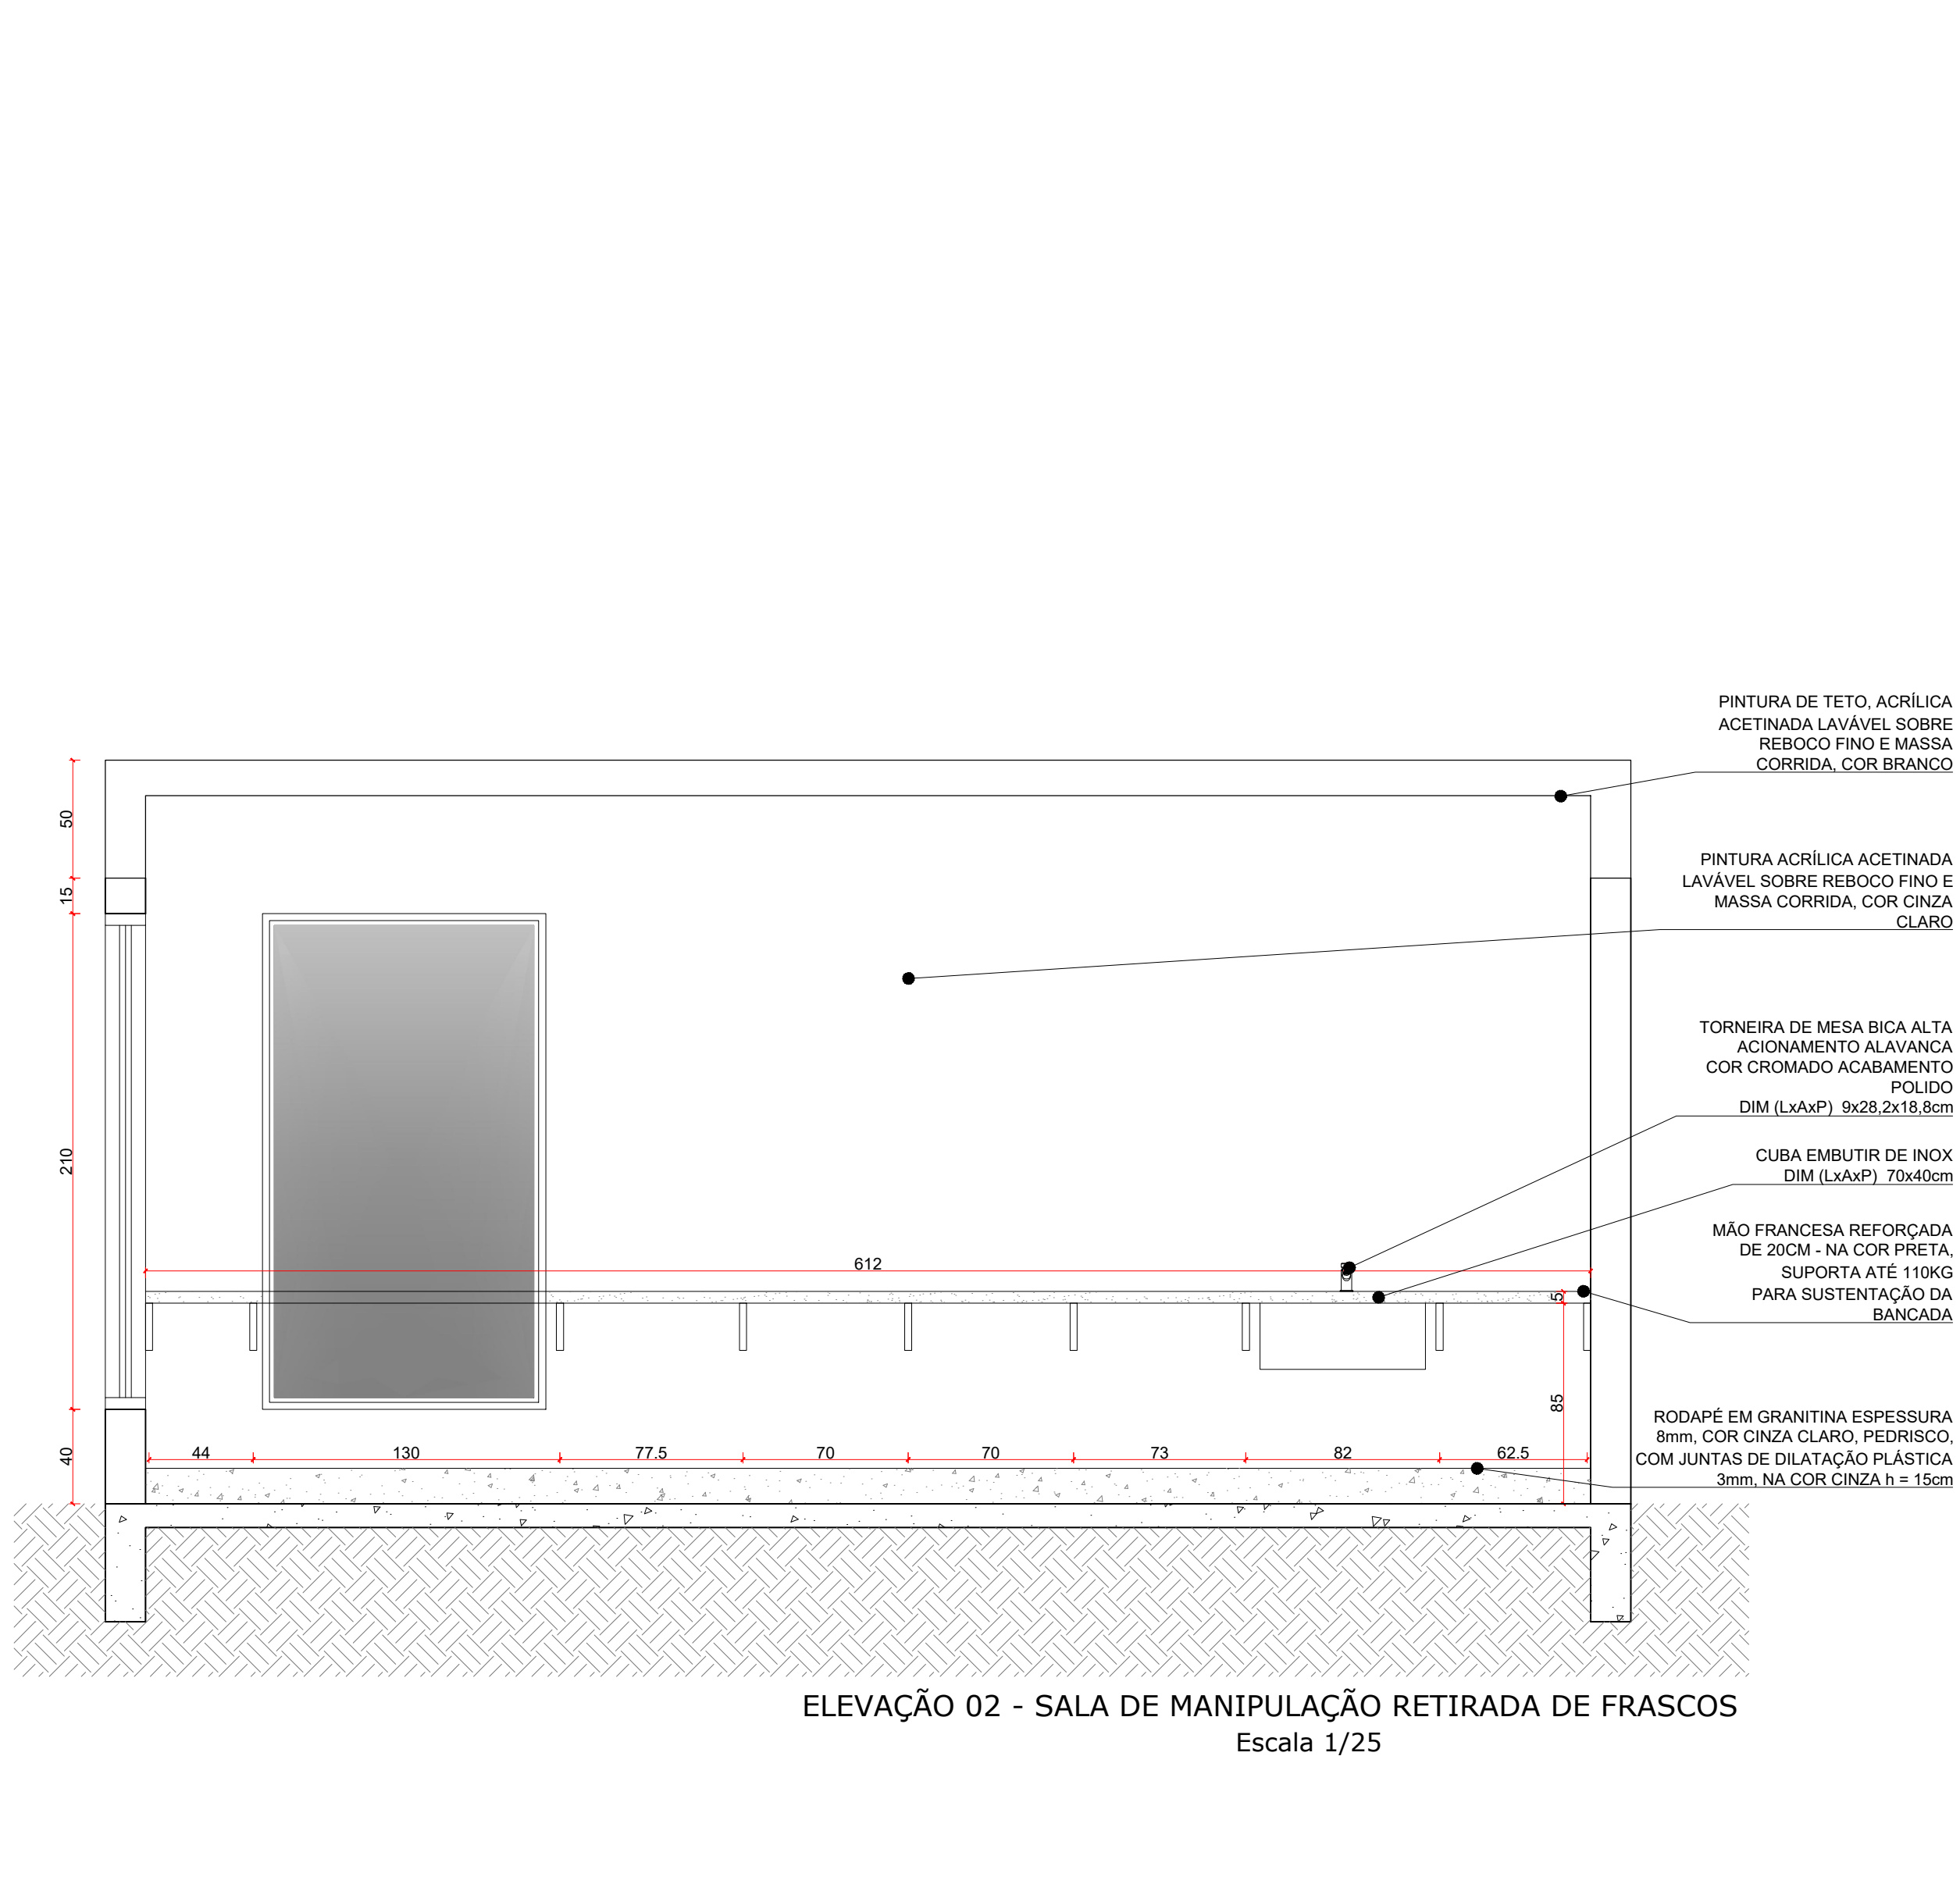 PINTURA DE TETO, ACRÍLICA
ACETINADA LAVÁVEL SOBRE
REBOCO FINO E MASSA
CORRIDA, COR BRANCO
50
15
210
40
PINTURA ACRÍLICA ACETINADA
LAVÁVEL SOBRE REBOCO FINO E
MASSA CORRIDA, COR CINZA
CLARO
TORNEIRA DE MESA BICA ALTA
ACIONAMENTO ALAVANCA
COR CROMADO ACABAMENTO
POLIDO
DIM (LxAxP) 9x28,2x18,8cm
CUBA EMBUTIR DE INOX
DIM (LxAxP) 70x40cm
MÃO FRANCESA REFORÇADA
DE 20CM - NA COR PRETA,
SUPORTA ATÉ 110KG
PARA SUSTENTAÇÃO DA
BANCADA
612
5
85
44 130 77.5 70 70 73 82 62.5
RODAPÉ EM GRANITINA ESPESSURA
8mm, COR CINZA CLARO, PEDRISCO,
COM JUNTAS DE DILATAÇÃO PLÁSTICA
3mm, NA COR CINZA h = 15cm
ELEVAÇÃO 02 - SALA DE MANIPULAÇÃO RETIRADA DE FRASCOS
Escala 1/25